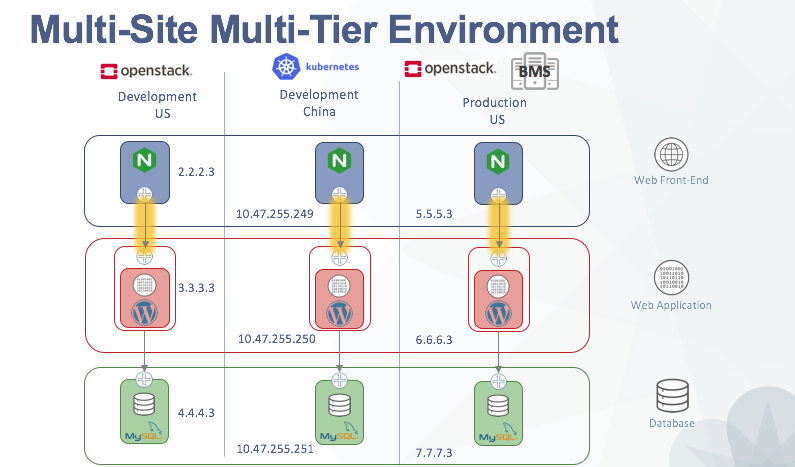 Multi-Site Multi-Tier Environment
openstack.
kubernetes
openstack.
BMS
Development
US
Development
China
Production
US
N
N
N
2.2.2.3
10.47.255.249
5.5.5.3
Web Front-End
3.3.3.3
10.47.255.250
6.6.6.3
01001001
10110110
10010010
Web Application
4.4.4.3
MySQL
MySQL
MySQL
10.47.255.251
7.7.7.3
Database